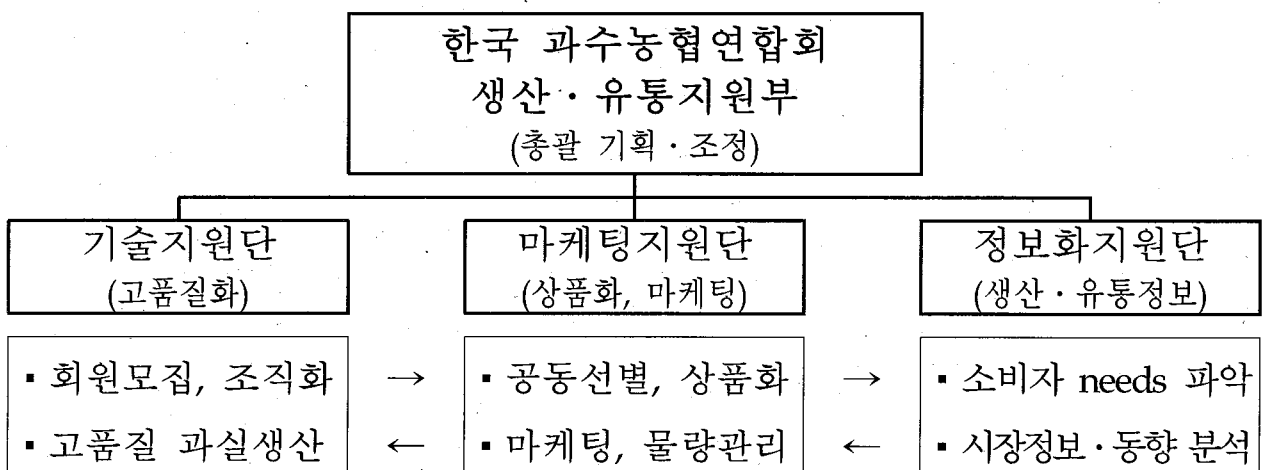 한국 과수농협연합회
생산·유통지원부
(총괄 기획·조정)
기술지원단
(고품질화)
마케팅지원단
(상품화, 마케팅)
정보화지원단
(생산·유통정보)
▪ 회원모집, 조직화 → ▪ 공동선별, 상품화 → ▪ 소비자 needs 파악
▪ 고품질 과실생산 ← ▪ 마케팅, 물량관리 ← ▪ 시장정보·동향 분석